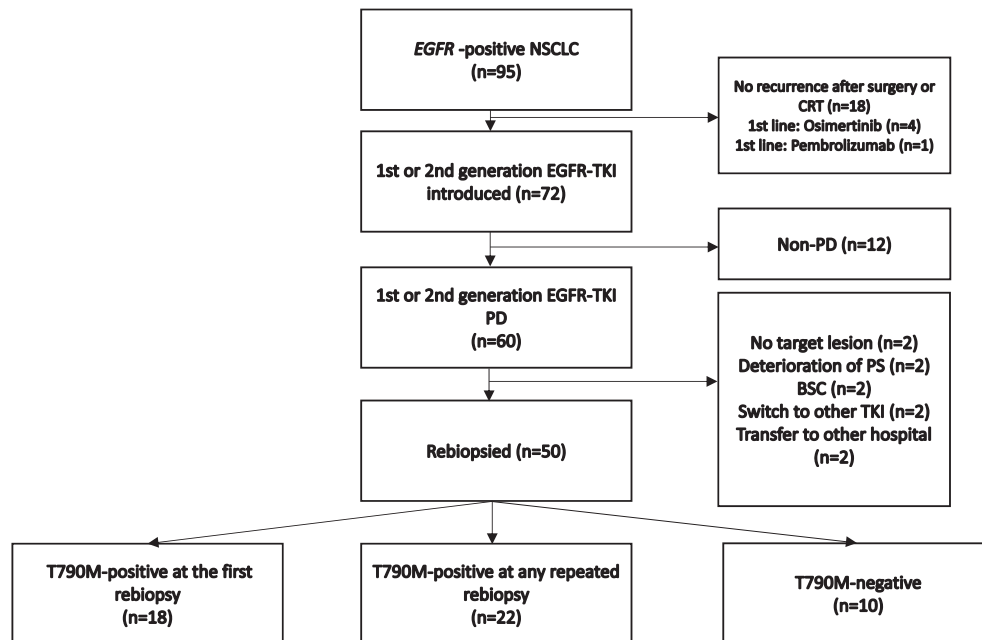 EGFR -positive NSCLC
(n=95)
No recurrence after surgery or
CRT (n=18)
1st line: Osimertinib (n=4)
1st line: Pembrolizumab (n=1)
1st or 2nd generation EGFR-TKI
introduced (n=72)
Non-PD (n=12)
1st or 2nd generation EGFR-TKI
PD
(n=60)
No target lesion (n=2)
Deterioration of PS (n=2)
BSC (n=2)
Switch to other TKI (n=2)
Transfer to other hospital
(n=2)
Rebiopsied (n=50)
T790M-positive at the first
rebiopsy
(n=18)
T790M-positive at any repeated
rebiopsy
(n=22)
T790M-negative
(n=10)